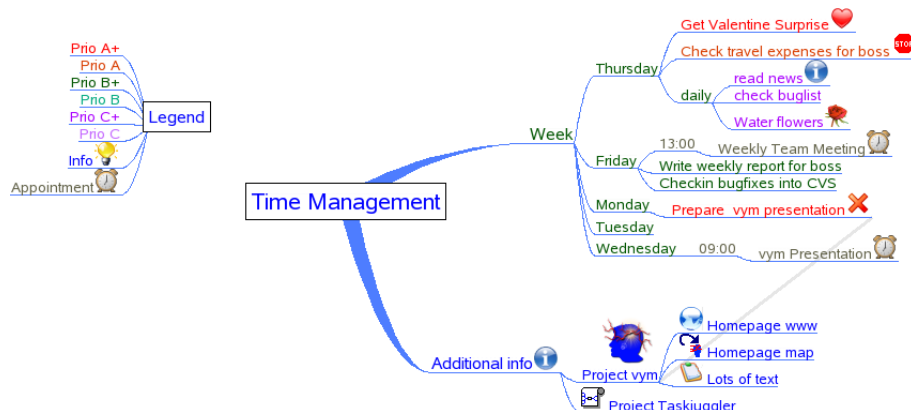 Prio A+
Prio A
Prio B+
Prio B
Prio C+
Prio C
Info
Appointment
Legend
Time Management
Week
Thursday
Get Valentine Surprise
Check travel expenses for boss
STOP
daily
read news
check buglist
Water flowers
Friday
13:00
Weekly Team Meeting
Write weekly report for boss
Checkin bugfixes into CVS
Monday
Prepare vym presentation
Tuesday
Wednesday
09:00
vym Presentation
Additional info
Project vym
Homepage www
Homepage map
Lots of text
Project Taskjuggler